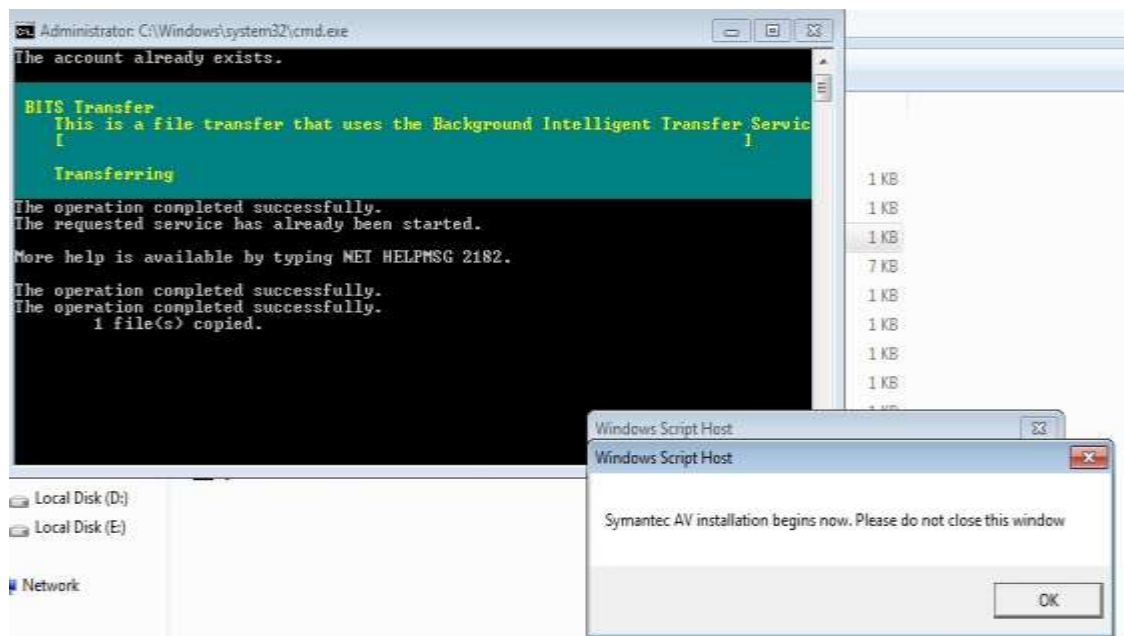 Administrator: C:\Windows\system32\cmd.exe
The account already exists.
BITS Transfer
This is a file transfer that uses the Background Intelligent Transfer Servic
[ ]
Transferring
The operation completed successfully.
The requested service has already been started.
More help is available by typing NET HELPMSG 2182.
The operation completed successfully.
The operation completed successfully.
1 file(s) copied.
1 KB
1 KB
1 KB
7 KB
1 KB
1 KB
1 KB
1 KB
Windows Script Host
Windows Script Host
Symantec AV installation begins now. Please do not close this window
OK
Local Disk (D:)
Local Disk (E:)
Network